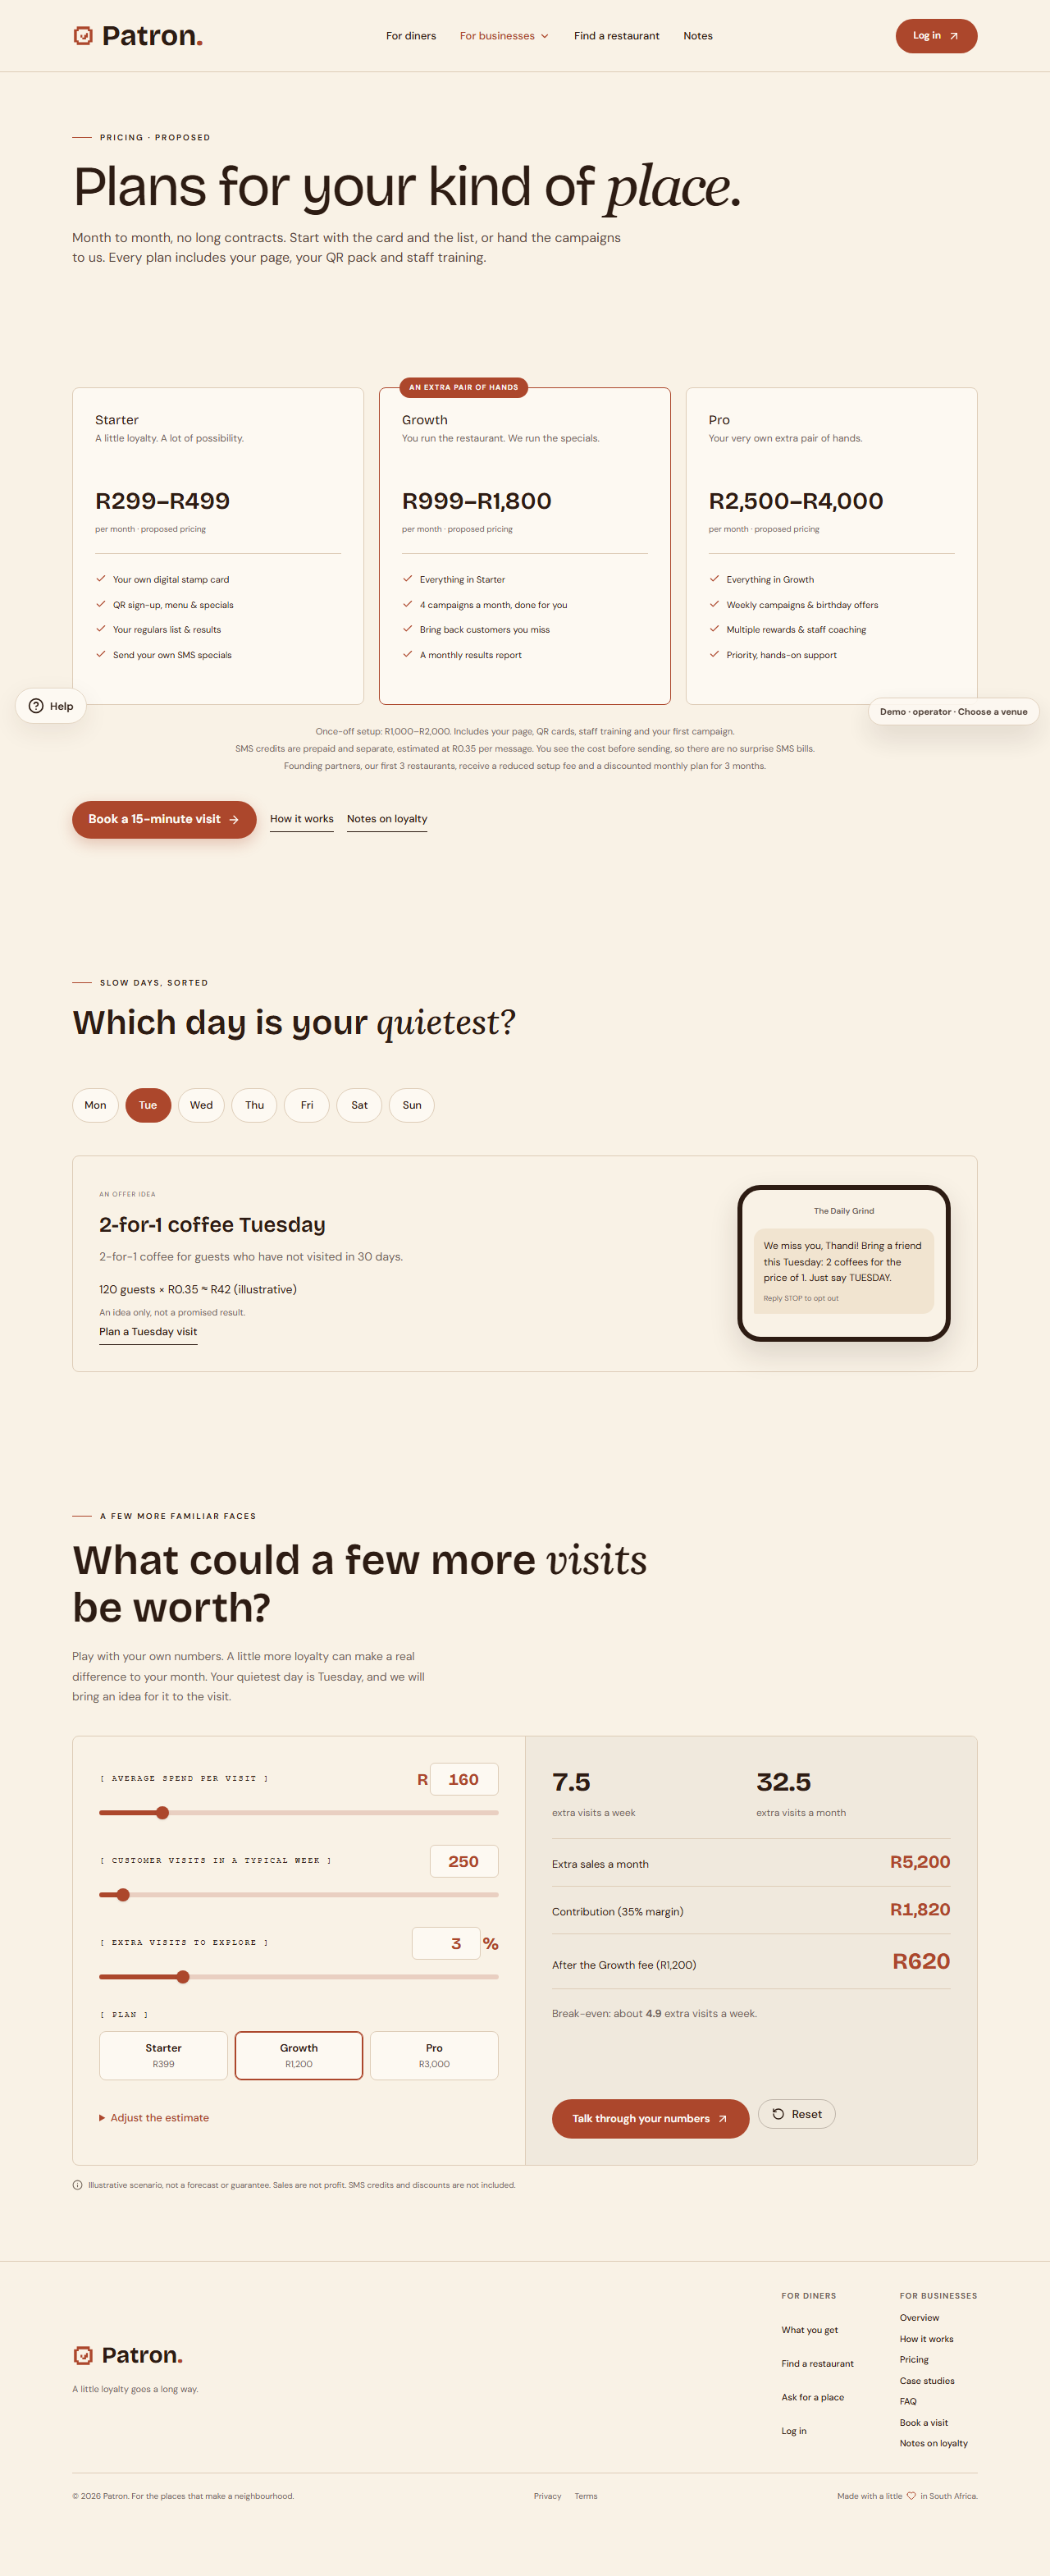 Patron.
For diners
For businesses
Find a restaurant
Notes
Log in
PRICING · PROPOSED
Plans for your kind of place.
Month to month, no long contracts. Start with the card and the list, or hand the campaigns
to us. Every plan includes your page, your QR pack and staff training.
Starter
A little loyalty. A lot of possibility.
R299–R499
per month · proposed pricing
Your own digital stamp card
QR sign-up, menu & specials
Your regulars list & results
Send your own SMS specials
AN EXTRA PAIR OF HANDS
Growth
You run the restaurant. We run the specials.
R999–R1,800
per month · proposed pricing
Everything in Starter
4 campaigns a month, done for you
Bring back customers you miss
A monthly results report
Pro
Your very own extra pair of hands.
R2,500–R4,000
per month · proposed pricing
Everything in Growth
Weekly campaigns & birthday offers
Multiple rewards & staff coaching
Priority, hands-on support
Help
Demo · operator · Choose a venue
Once-off setup: R1,000–R2,000. Includes your page, QR cards, staff training and your first campaign.
SMS credits are prepaid and separate, estimated at R0.35 per message. You see the cost before sending, so there are no surprise SMS bills.
Founding partners, our first 3 restaurants, receive a reduced setup fee and a discounted monthly plan for 3 months.
Book a 15-minute visit
How it works
Notes on loyalty
SLOW DAYS, SORTED
Which day is your quietest?
Mon
Tue
Wed
Thu
Fri
Sat
Sun
AN OFFER IDEA
2-for-1 coffee Tuesday
2-for-1 coffee for guests who have not visited in 30 days.
120 guests × R0.35 ≈ R42 (illustrative)
An idea only, not a promised result.
Plan a Tuesday visit
The Daily Grind
We miss you, Thandi! Bring a friend
this Tuesday: 2 coffees for the
price of 1. Just say TUESDAY.
Reply STOP to opt out
A FEW MORE FAMILIAR FACES
What could a few more visits
be worth?
Play with your own numbers. A little more loyalty can make a real
difference to your month. Your quietest day is Tuesday, and we will
bring an idea for it to the visit.
[ AVERAGE SPEND PER VISIT ]
R 160
[ CUSTOMER VISITS IN A TYPICAL WEEK ]
250
[ EXTRA VISITS TO EXPLORE ]
3 %
[ PLAN ]
Starter
R399
Growth
R1,200
Pro
R3,000
Adjust the estimate
7.5
extra visits a week
32.5
extra visits a month
Extra sales a month
R5,200
Contribution (35% margin)
R1,820
After the Growth fee (R1,200)
R620
Break-even: about 4.9 extra visits a week.
Talk through your numbers
Reset
Illustrative scenario, not a forecast or guarantee. Sales are not profit. SMS credits and discounts are not included.
Patron.
A little loyalty goes a long way.
FOR DINERS
What you get
Find a restaurant
Ask for a place
Log in
FOR BUSINESSES
Overview
How it works
Pricing
Case studies
FAQ
Book a visit
Notes on loyalty
© 2026 Patron. For the places that make a neighbourhood.
Privacy
Terms
Made with a little ♡ in South Africa.